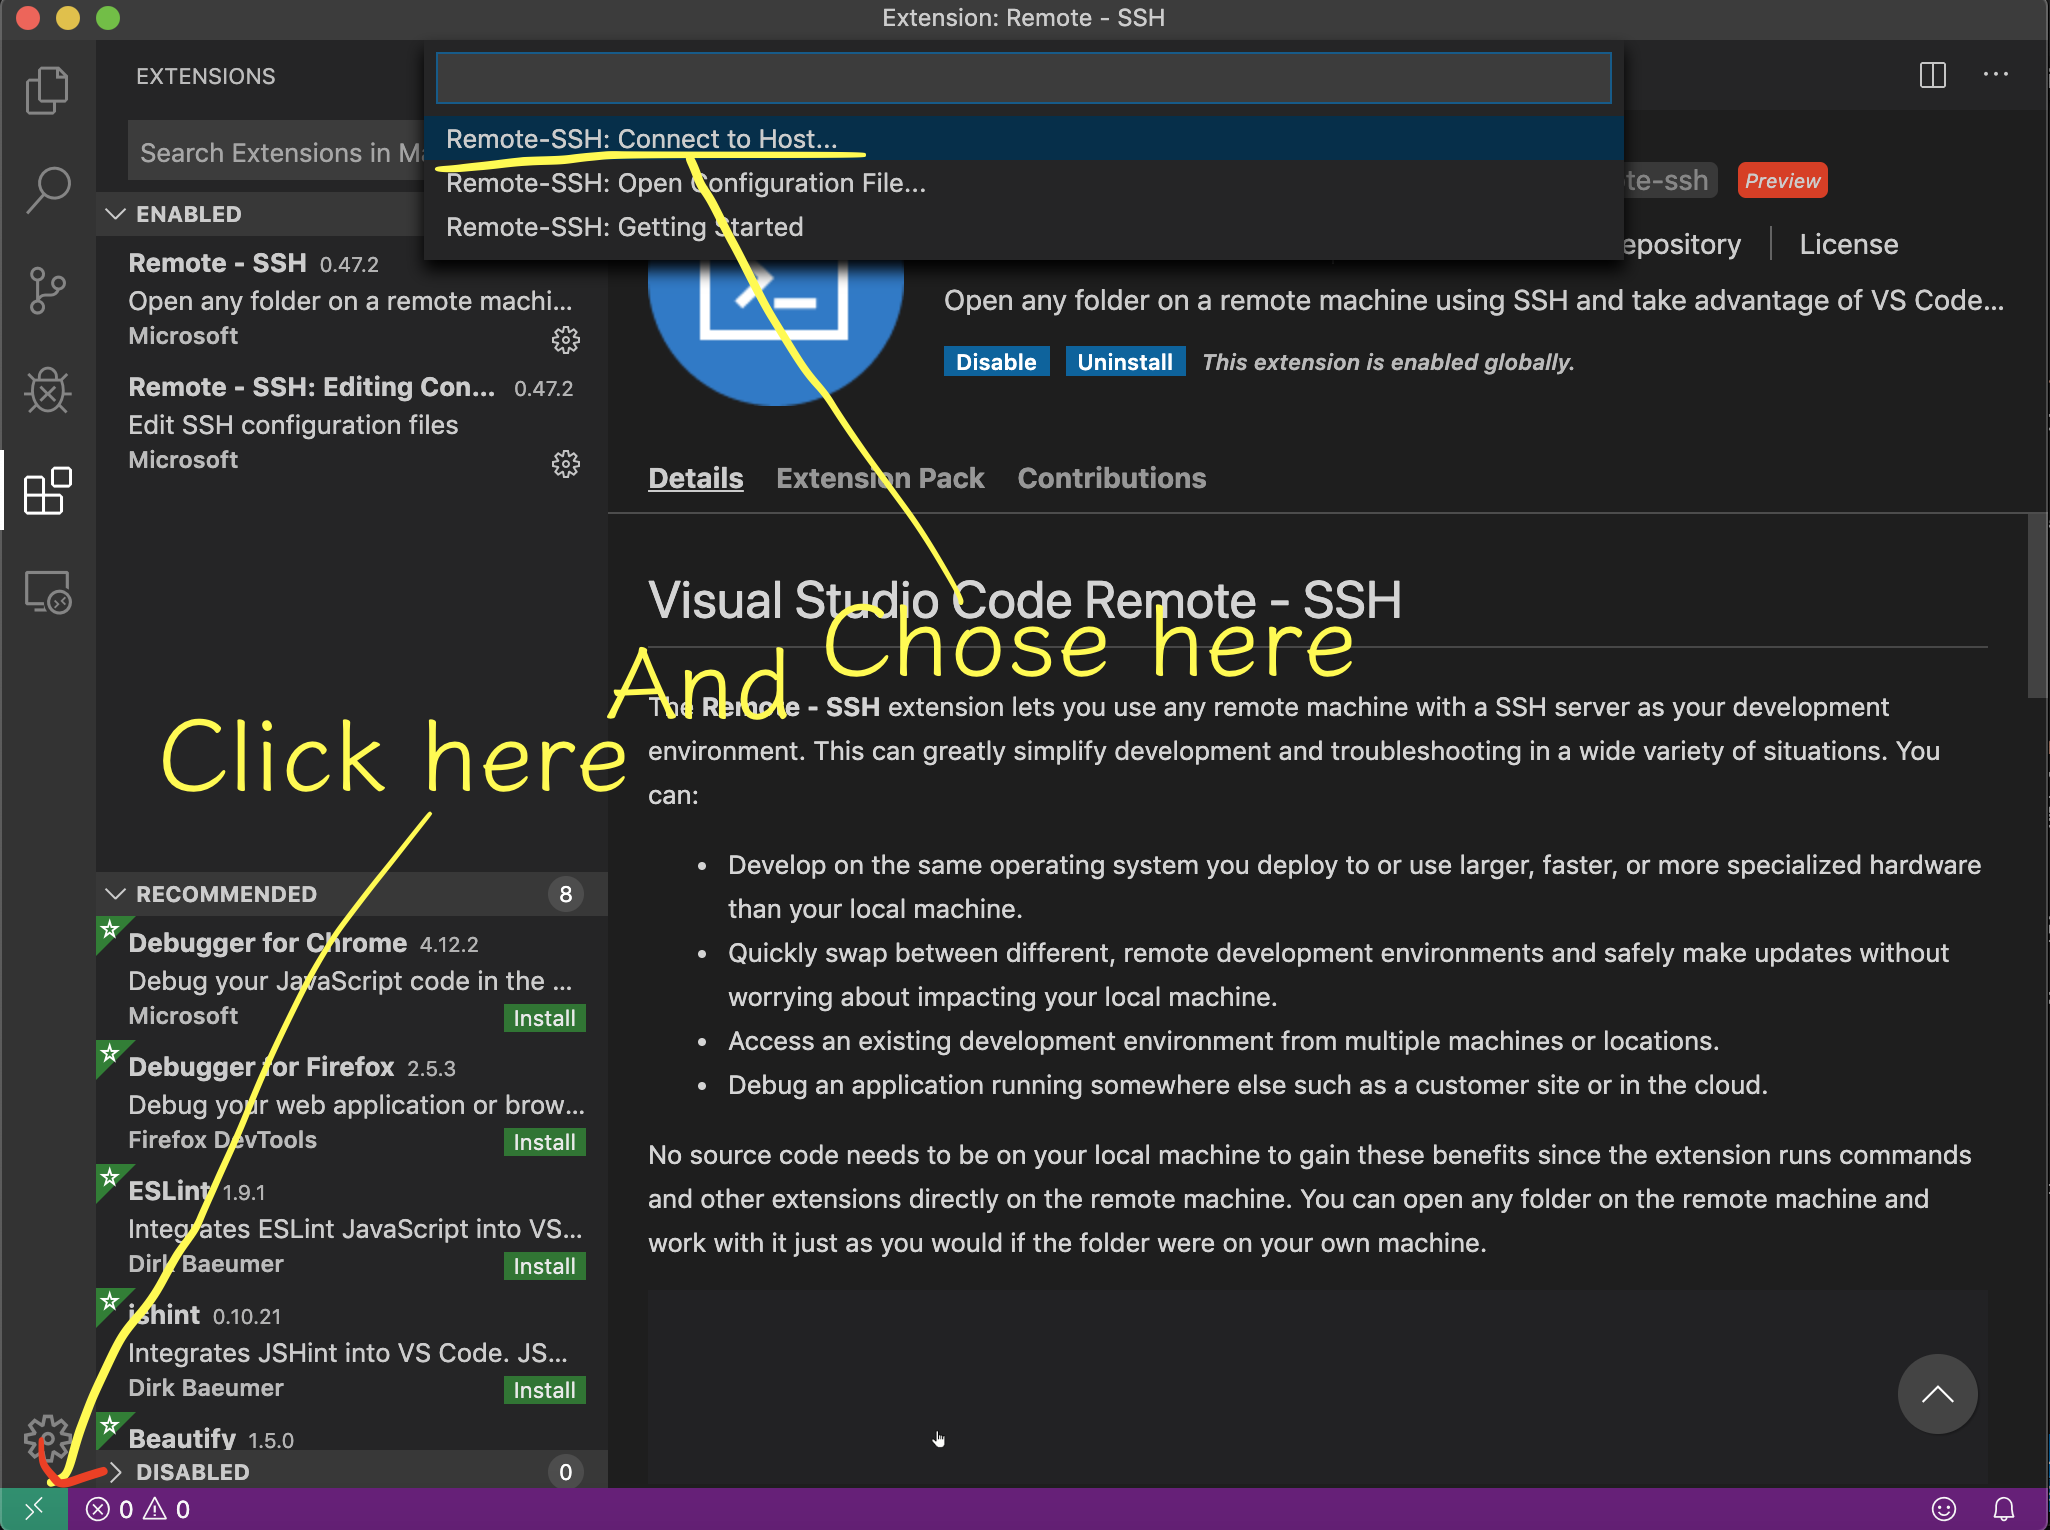 Extension: Remote - SSH
EXTENSIONS
Search Extensions in Ma
Remote-SSH: Connect to Host...
Remote-SSH: Open Configuration File...
Remote-SSH: Getting Started
ENABLED
Remote - SSH 0.47.2
Open any folder on a remote machi...
Microsoft
Remote - SSH: Editing Con... 0.47.2
Edit SSH configuration files
Microsoft
te-ssh Preview
epository | License
Open any folder on a remote machine using SSH and take advantage of VS Code...
Disable Uninstall This extension is enabled globally.
Details Extension Pack Contributions
Visual Studio Code Remote - SSH
Chose here
And
Click here
The Remote - SSH extension lets you use any remote machine with a SSH server as your development
environment. This can greatly simplify development and troubleshooting in a wide variety of situations. You
can:
• Develop on the same operating system you deploy to or use larger, faster, or more specialized hardware
than your local machine.
• Quickly swap between different, remote development environments and safely make updates without
worrying about impacting your local machine.
• Access an existing development environment from multiple machines or locations.
• Debug an application running somewhere else such as a customer site or in the cloud.
No source code needs to be on your local machine to gain these benefits since the extension runs commands
and other extensions directly on the remote machine. You can open any folder on the remote machine and
work with it just as you would if the folder were on your own machine.
RECOMMENDED 8
Debugger for Chrome 4.12.2
Debug your JavaScript code in the ...
Microsoft Install
Debugger for Firefox 2.5.3
Debug your web application or brow...
Firefox DevTools Install
ESLint 1.9.1
Integrates ESLint JavaScript into VS...
Dirk Baeumer Install
jshint 0.10.21
Integrates JSHint into VS Code. JS...
Dirk Baeumer Install
Beautify 1.5.0
DISABLED 0
0 0